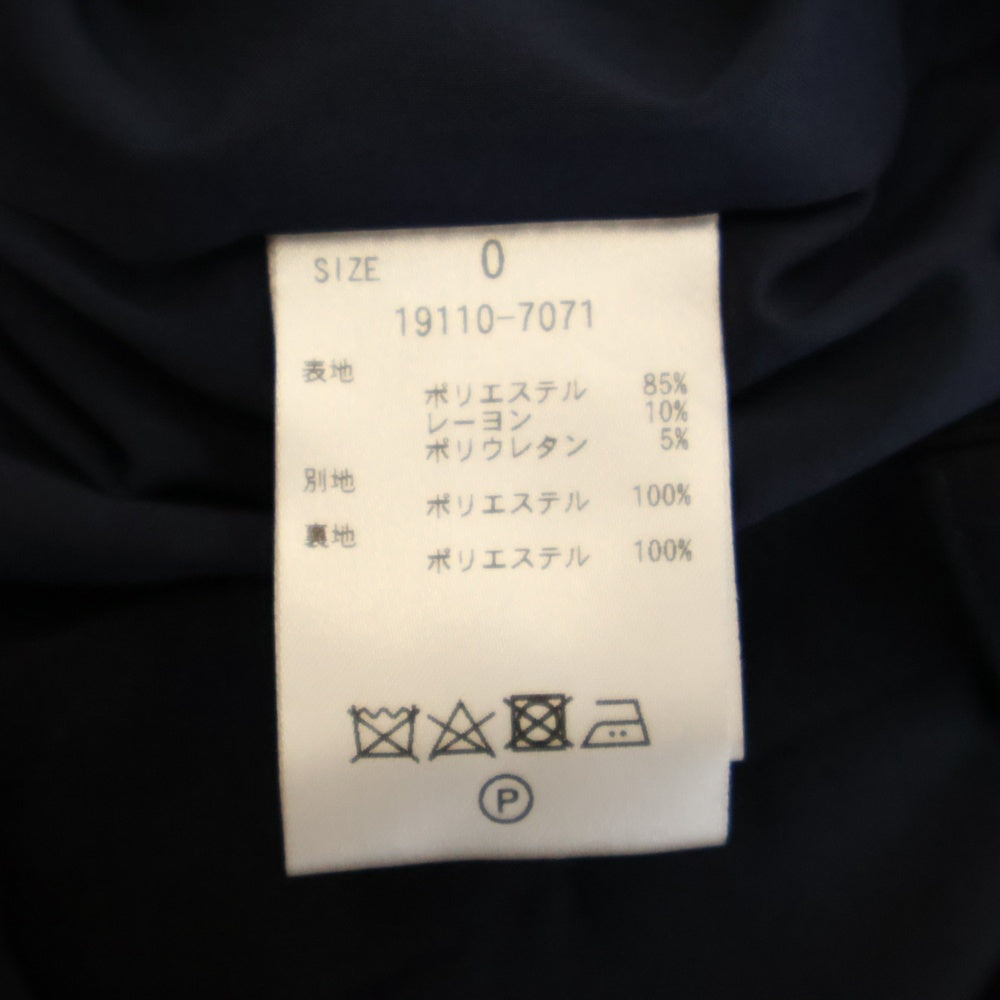 SIZE 0
19110-7071
表地
ポリエステル 85%
レーヨン 10%
ポリウレタン 5%
別地
ポリエステル 100%
裏地
ポリエステル 100%
P